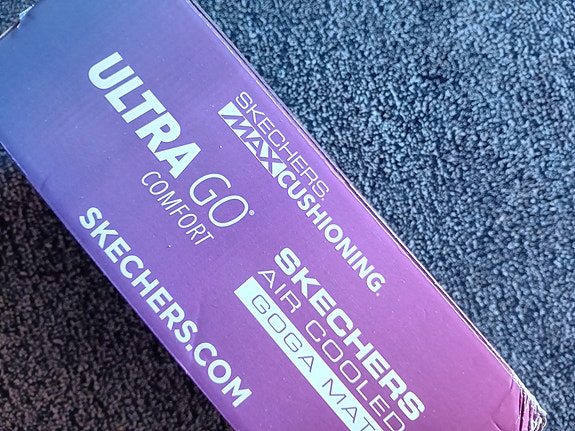 ULTRA GO®
COMFORT
SKECHERS.COM
SKECHERS.
MAX CUSHIONING.
SKECHERS
AIR COOLED
GOGA MAT